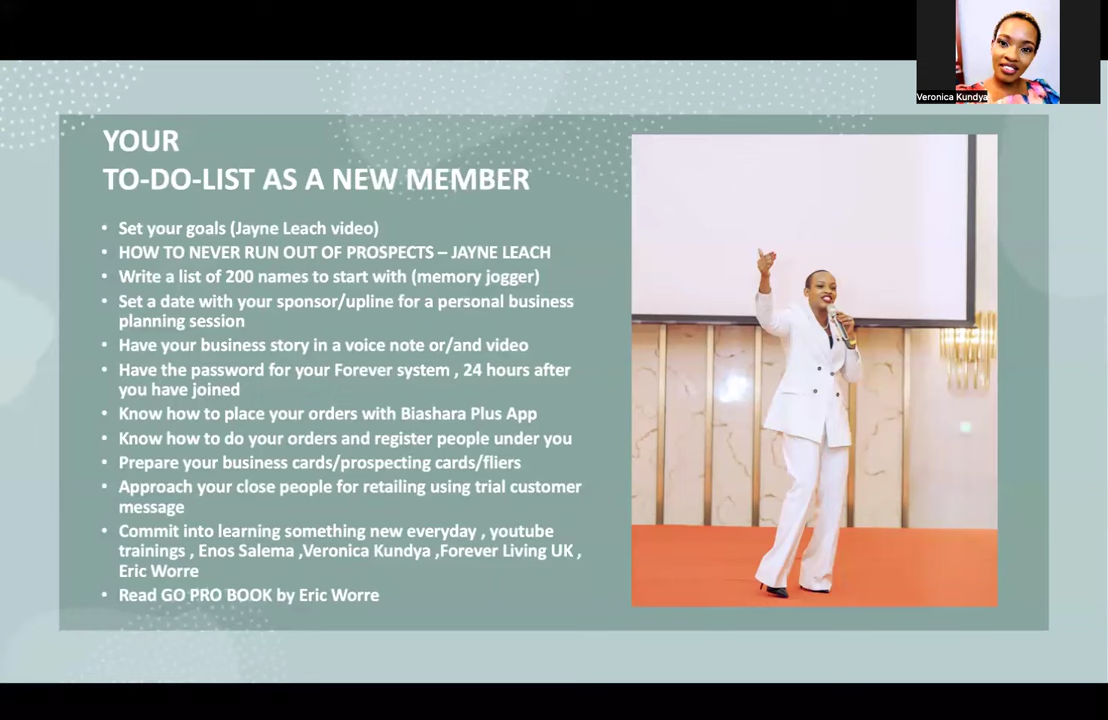 Veronica Kundya
YOUR
TO-DO-LIST AS A NEW MEMBER
• Set your goals (Jayne Leach video)
• HOW TO NEVER RUN OUT OF PROSPECTS – JAYNE LEACH
• Write a list of 200 names to start with (memory jogger)
• Set a date with your sponsor/upline for a personal business
planning session
• Have your business story in a voice note or/and video
• Have the password for your Forever system , 24 hours after
you have joined
• Know how to place your orders with Biashara Plus App
• Know how to do your orders and register people under you
• Prepare your business cards/prospecting cards/fliers
• Approach your close people for retailing using trial customer
message
• Commit into learning something new everyday , youtube
trainings , Enos Salema ,Veronica Kundya ,Forever Living UK ,
Eric Worre
• Read GO PRO BOOK by Eric Worre